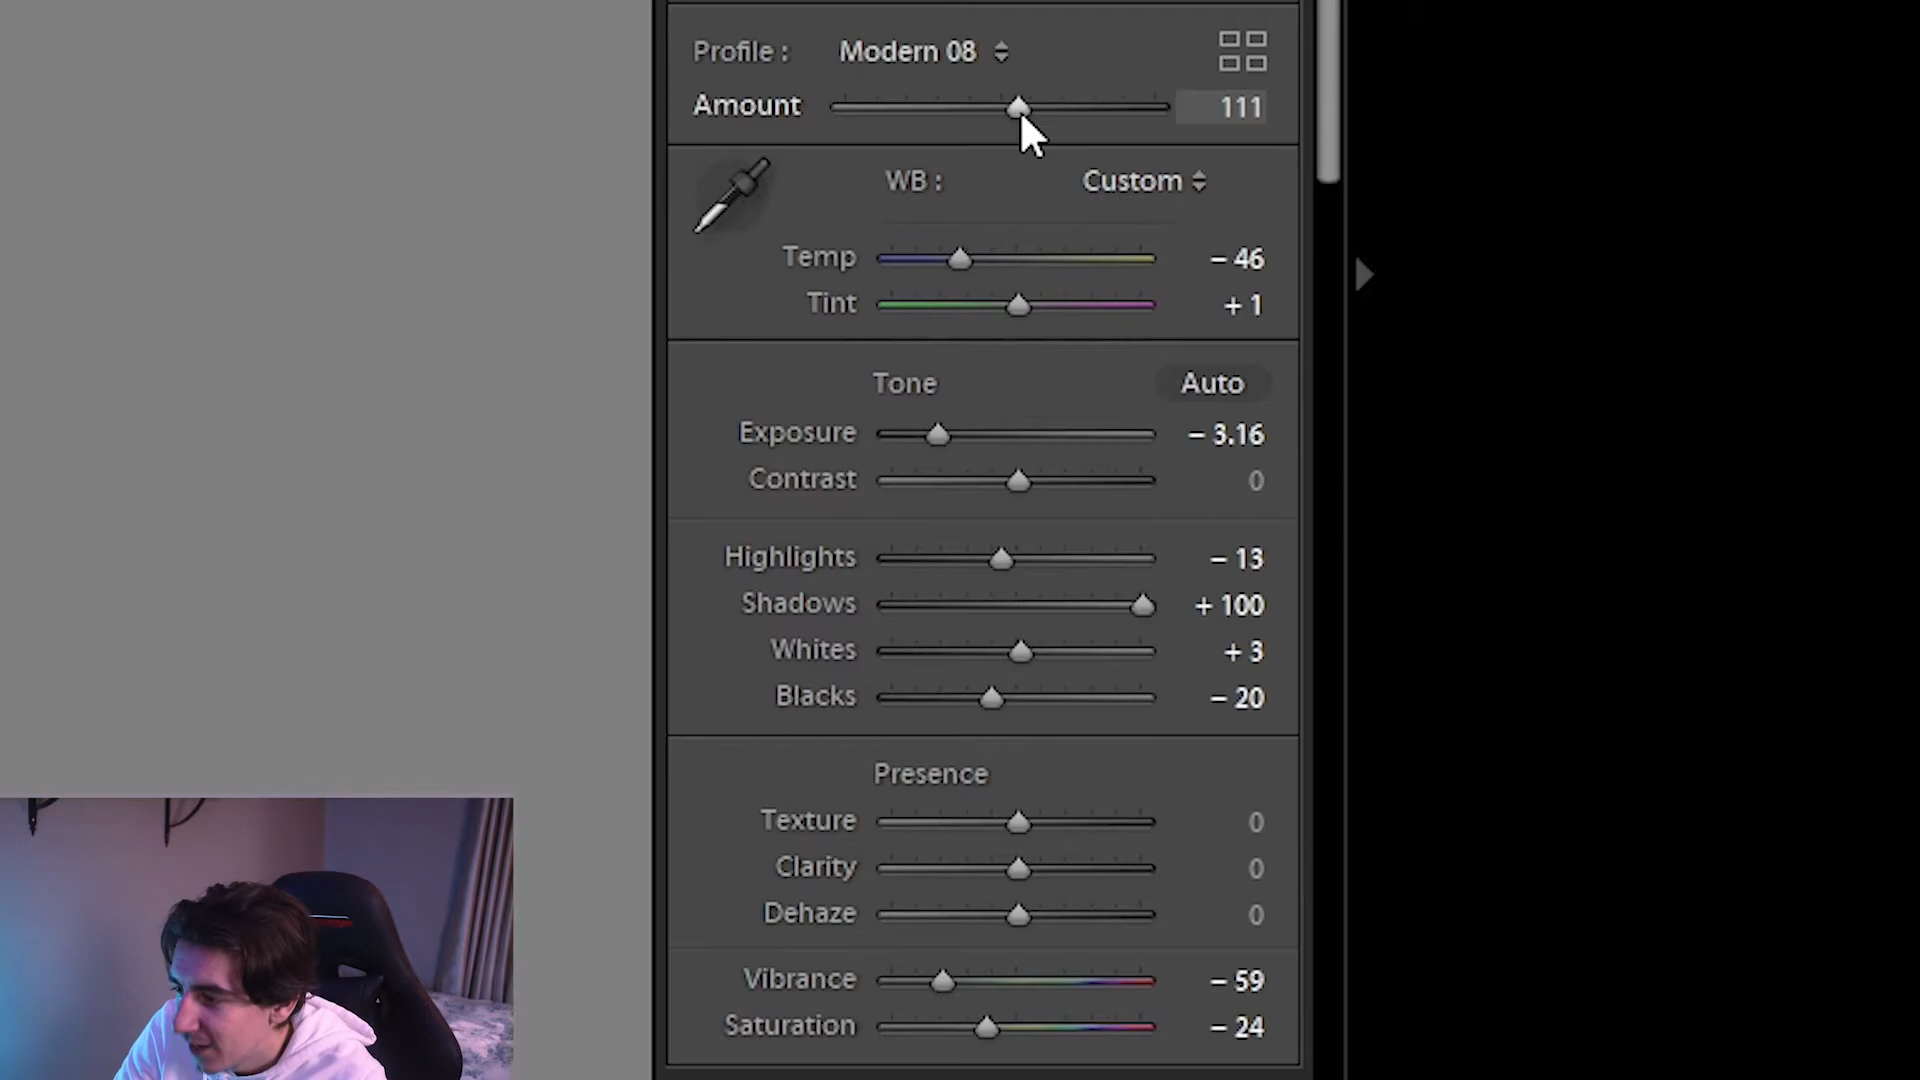 Profile : Modern 08
Amount 111
WB : Custom
Temp − 46
Tint + 1
Tone Auto
Exposure − 3.16
Contrast 0
Highlights − 13
Shadows + 100
Whites + 3
Blacks − 20
Presence
Texture 0
Clarity 0
Dehaze 0
Vibrance − 59
Saturation − 24